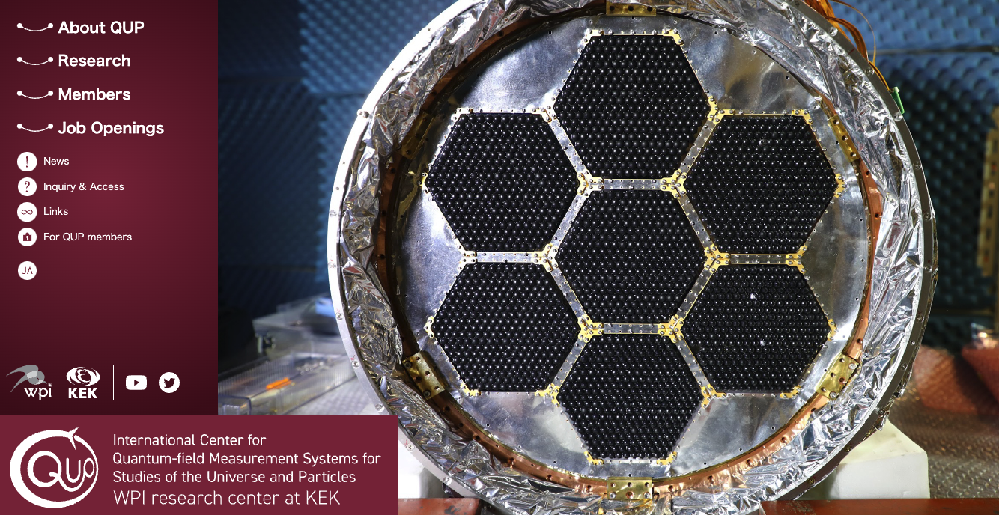 About QUP
Research
Members
Job Openings
! News
? Inquiry & Access
Links
For QUP members
JA
wpi
KEK
QUP
International Center for
Quantum-field Measurement Systems for
Studies of the Universe and Particles
WPI research center at KEK